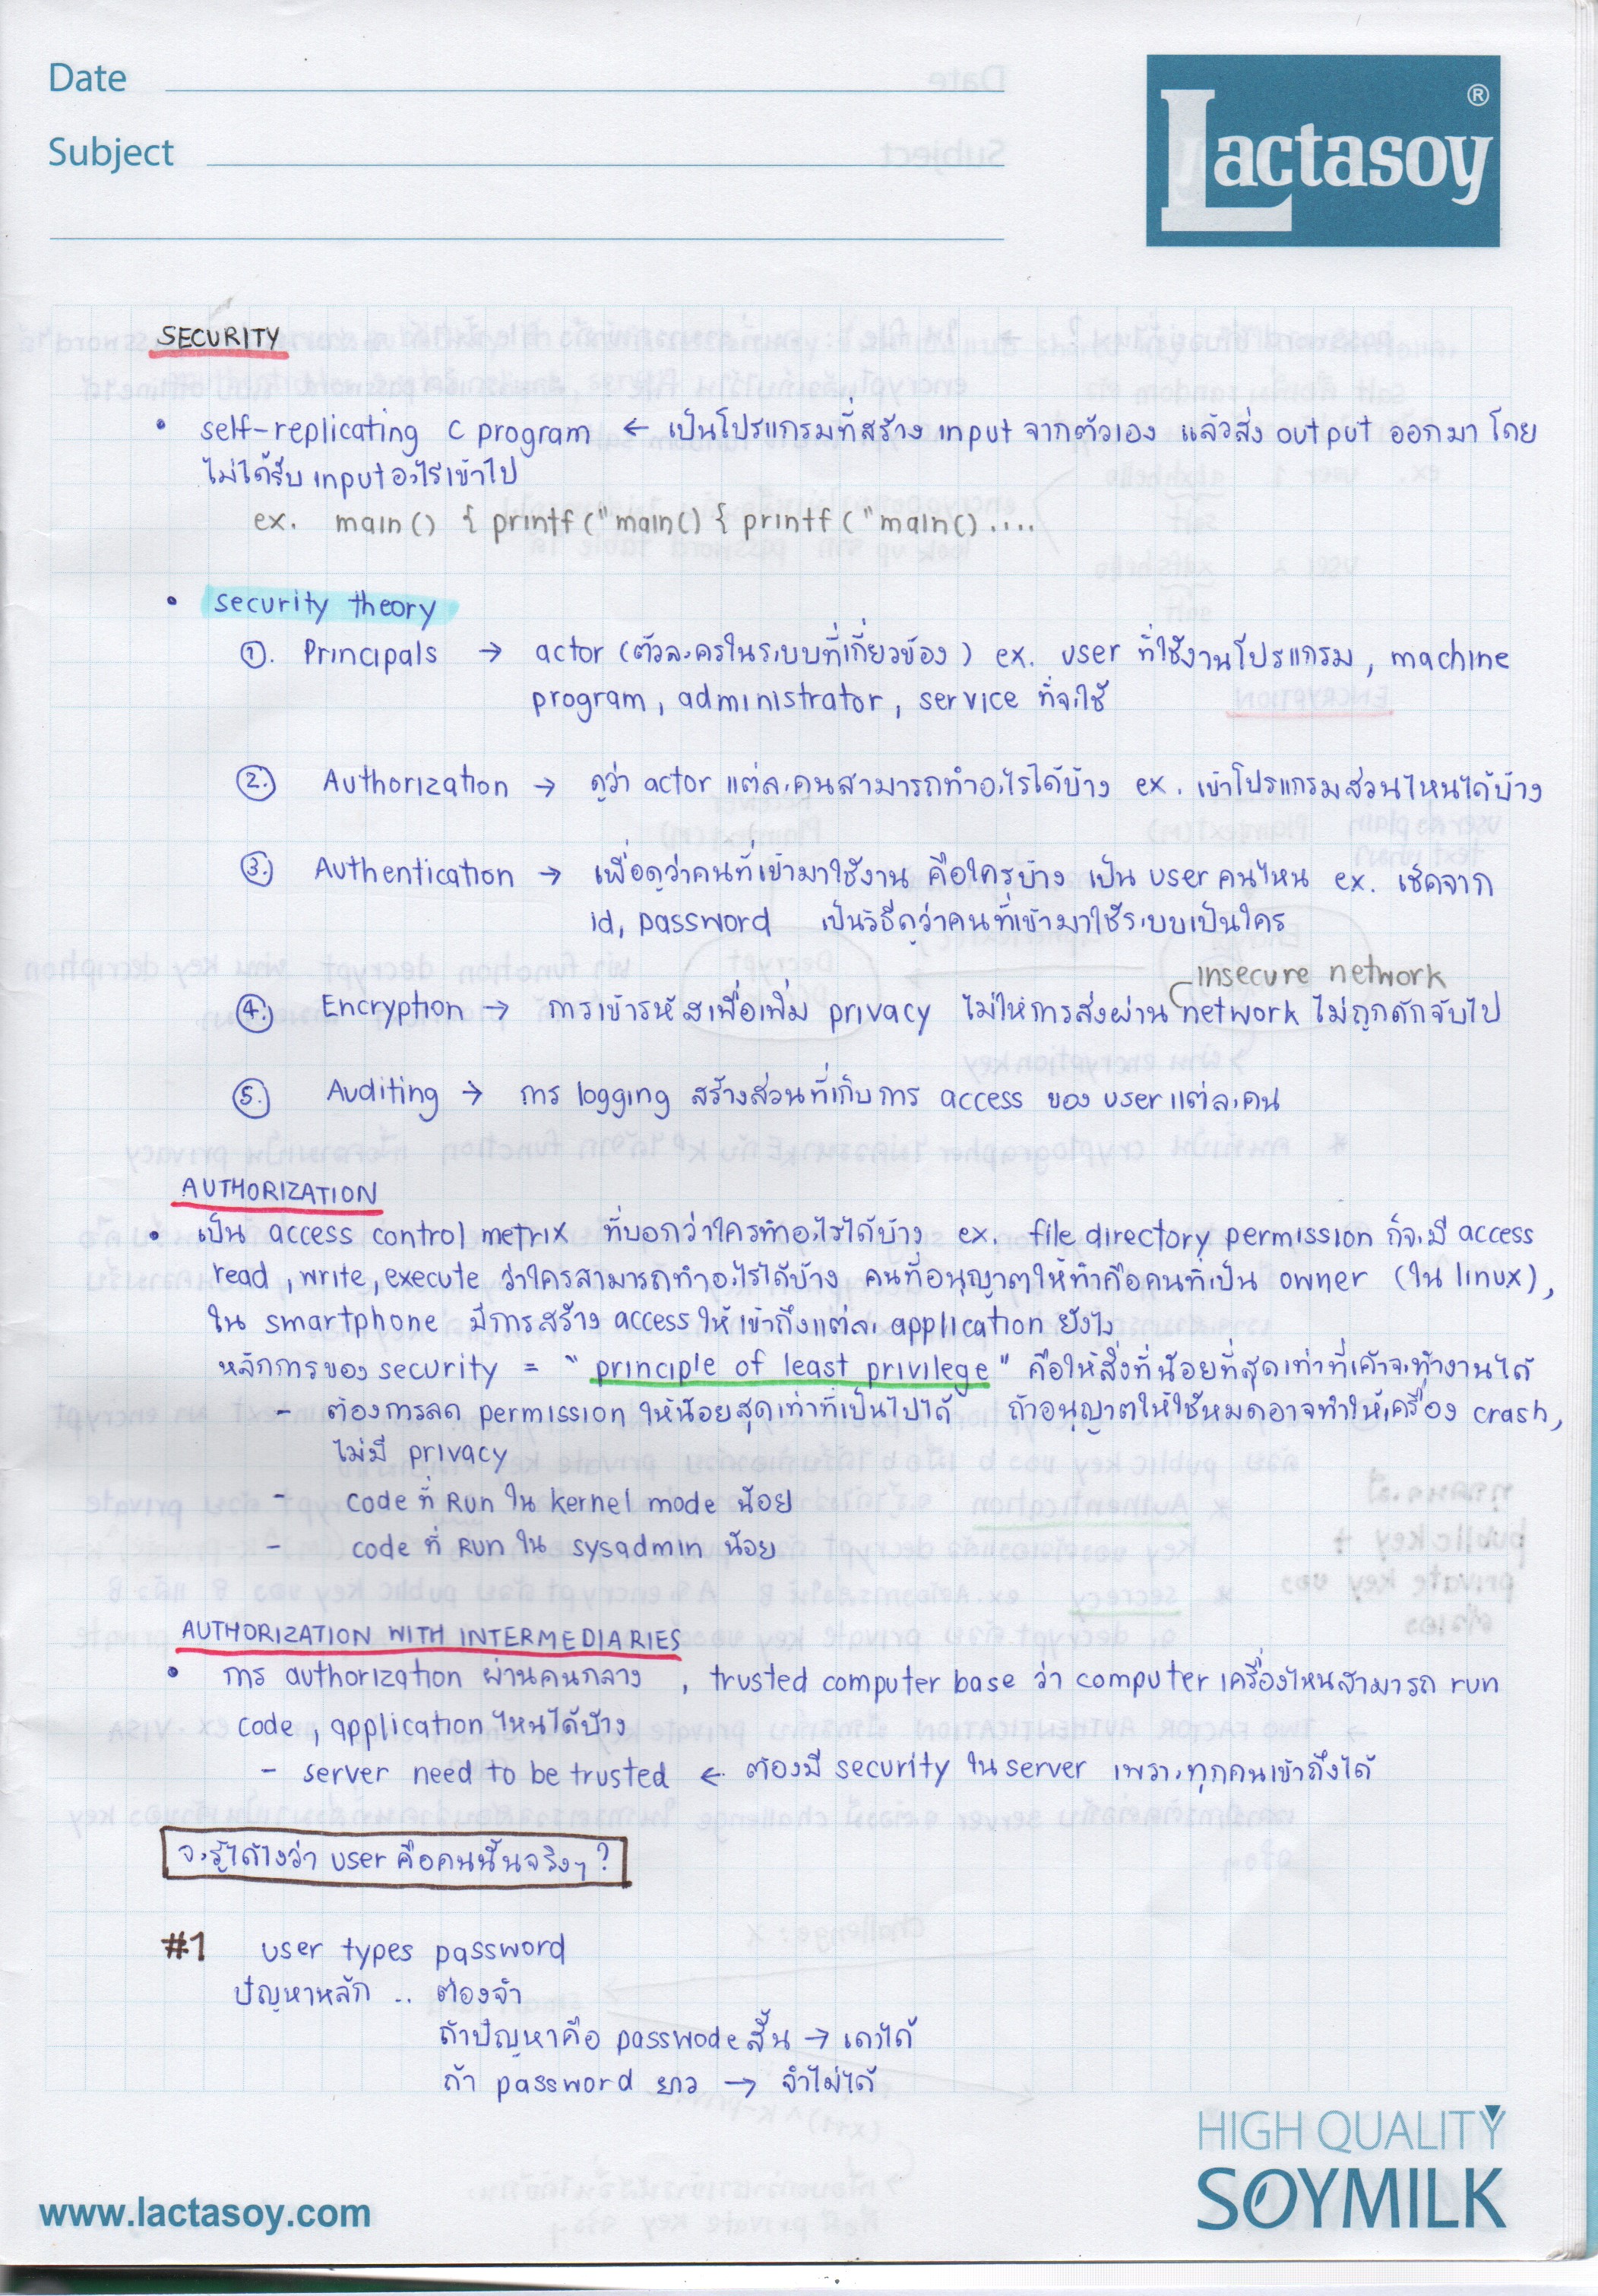 Date
Subject
Lactasoy®
SECURITY
• self-replicating C program ← เป็นโปรแกรมที่สร้าง input จากตัวเอง แล้วส่ง output ออกมา โดย
ไม่ได้รับ input อะไรเข้าไป
ex. main() { printf("main() { printf("main()....
• security theory
①. Principals → actor (ตัวละครในระบบที่เกี่ยวข้อง) ex. user ที่ใช้งานโปรแกรม, machine
program, administrator, service ที่จะใช้
②. Authorization → ดูว่า actor แต่ละคนสามารถทำอะไรได้บ้าง ex. เข้าโปรแกรมส่วนไหนได้บ้าง
③. Authentication → เพื่อดูว่าคนที่เข้ามาใช้งาน คือใครบ้าง เป็น user คนไหน ex. เช็คจาก
id, password เป็นวิธีดูว่าคนที่เข้ามาใช้ระบบเป็นใคร
insecure network
④. Encryption → การเข้ารหัสเพื่อเพิ่ม privacy ไม่ให้การส่งผ่าน network ไม่ถูกดักจับไป
⑤. Auditing → การ logging สร้างส่วนที่เก็บการ access ของ user แต่ละคน
AUTHORIZATION
• เป็น access control metrix ที่บอกว่าใครทำอะไรได้บ้าง ex. file directory permission ก็จะมี access
read, write, execute ว่าใครสามารถทำอะไรได้บ้าง คนที่อนุญาตให้ทำคือคนที่เป็น owner (ใน linux),
ใน smartphone มีการสร้าง access ให้เข้าถึงแต่ละ application ยังไง
หลักการของ security = "principle of least privilege" คือให้สิ่งที่น้อยที่สุดเท่าที่เค้าจะทำงานได้
- ต้องการลด permission ให้น้อยสุดเท่าที่เป็นไปได้ ถ้าอนุญาตให้ใช้หมดอาจทำให้เครื่อง crash,
ไม่มี privacy
- code ที่ Run ใน kernel mode น้อย
- code ที่ Run ใน sysadmin น้อย
AUTHORIZATION WITH INTERMEDIARIES
• การ authorization ผ่านคนกลาง , trusted computer base ว่า computer เครื่องไหนสามารถ run
code, application ไหนได้บ้าง
- server need to be trusted ← ต้องมี security ใน server เพราะทุกคนเข้าถึงได้
จะรู้ได้ไงว่า user คือคนนั้นจริงๆ?
#1 user types password
ปัญหาหลัก .. ต้องจำ
ถ้าปัญหาคือ passwode สั้น → เดาได้
ถ้า password ยาว → จำไม่ได้
HIGH QUALITY
SOYMILK
www.lactasoy.com